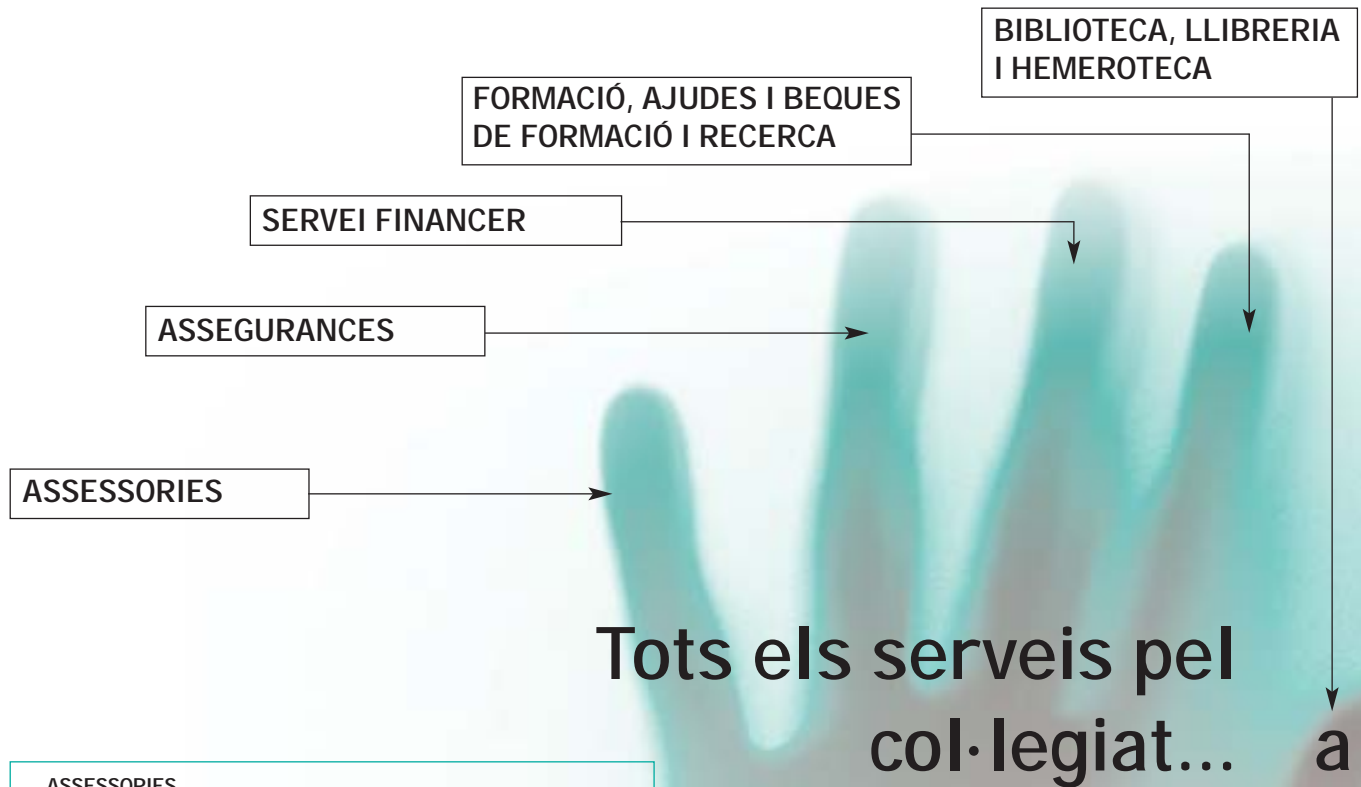 BIBLIOTECA, LLIBRERIA
I HEMEROTECA
FORMACIÓ, AJUDES I BEQUES
DE FORMACIÓ I RECERCA
SERVEI FINANCER
ASSEGURANCES
ASSESSORIES
Tots els serveis pel
col·legiat... a
ASSESSORIES